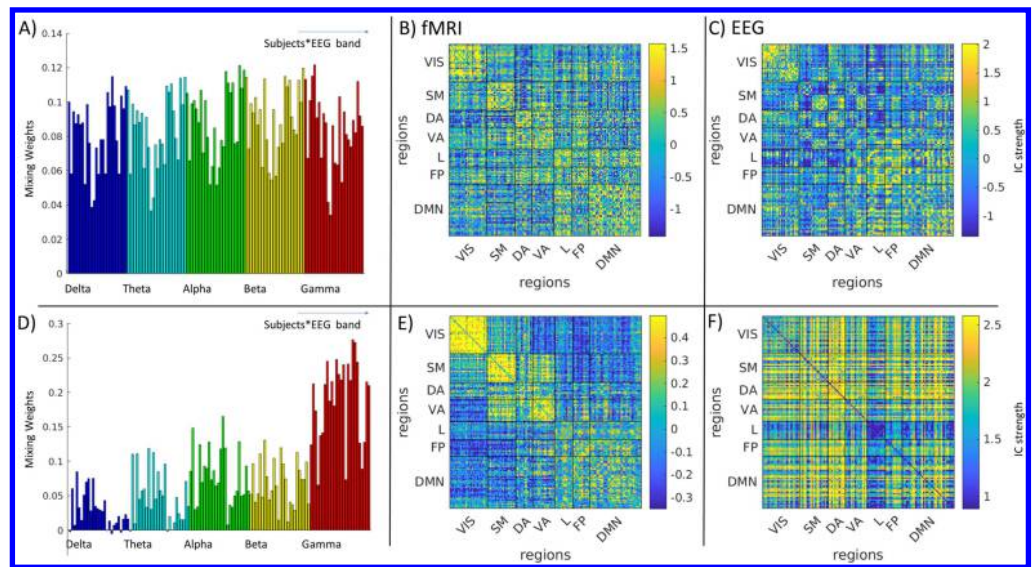 A)
0.14
0.12
0.1
0.08
0.06
0.04
0.02
0
Mixing Weights
Subjects*EEG band
Delta Theta Alpha Beta Gamma
B) fMRI
VIS
SM
DA
VA
L
FP
DMN
regions
VIS SM DA VA L FP DMN
regions
1.5
1
0.5
0
-0.5
-1
C) EEG
VIS
SM
DA
VA
L
FP
DMN
regions
VIS SM DA VA L FP DMN
regions
2
1.5
1
0.5
0
-0.5
-1
IC strength
D)
0.3
0.25
0.2
0.15
0.1
0.05
0
Mixing Weights
Subjects*EEG band
Delta Theta Alpha Beta Gamma
E)
VIS
SM
DA
VA
L
FP
DMN
regions
VIS SM DA VA L FP DMN
regions
0.4
0.3
0.2
0.1
0
-0.1
-0.2
-0.3
F)
VIS
SM
DA
VA
L
FP
DMN
regions
VIS SM DA VA L FP DMN
regions
2.5
2
1.5
1
IC strength